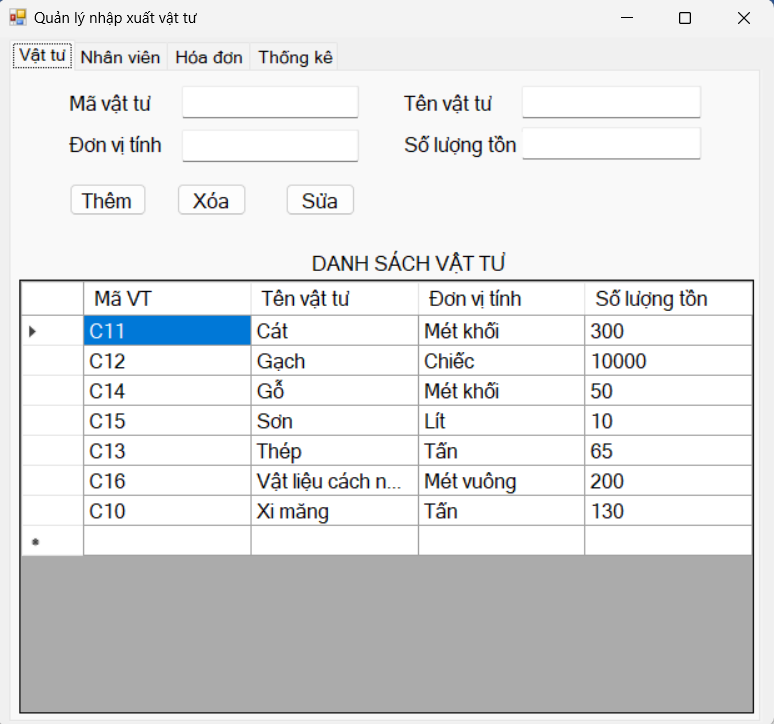 Quản lý nhập xuất vật tư
Vật tư Nhân viên Hóa đơn Thống kê
Mã vật tư Tên vật tư
Đơn vị tính Số lượng tồn
Thêm Xóa Sửa
DANH SÁCH VẬT TƯ
Mã VT Tên vật tư Đơn vị tính Số lượng tồn
C11 Cát Mét khối 300
C12 Gạch Chiếc 10000
C14 Gỗ Mét khối 50
C15 Sơn Lít 10
C13 Thép Tấn 65
C16 Vật liệu cách n... Mét vuông 200
C10 Xi măng Tấn 130